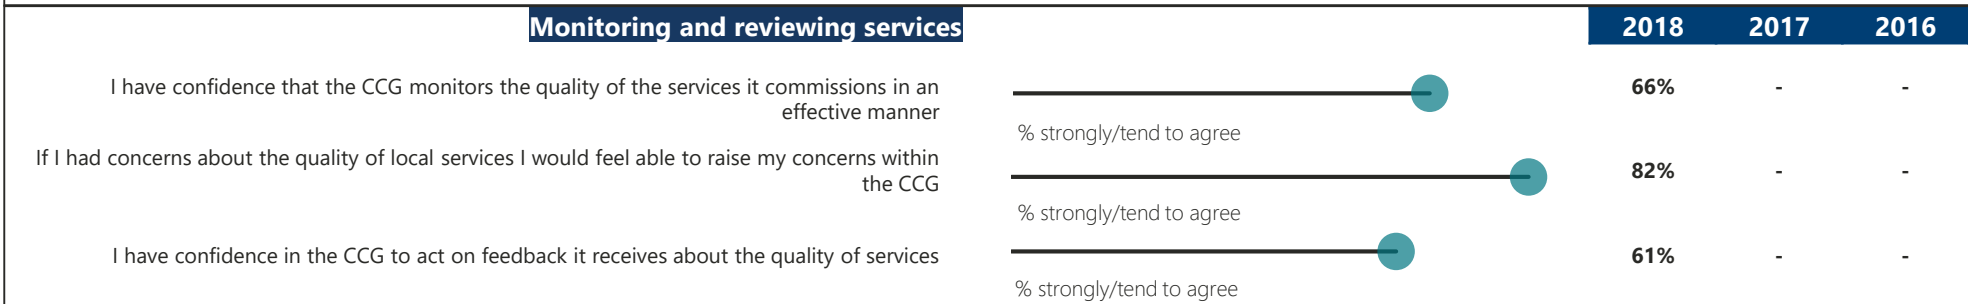 Monitoring and reviewing services 2018 2017 2016
I have confidence that the CCG monitors the quality of the services it commissions in an
effective manner
66% - -
% strongly/tend to agree
If I had concerns about the quality of local services I would feel able to raise my concerns within
the CCG
82% - -
% strongly/tend to agree
I have confidence in the CCG to act on feedback it receives about the quality of services 61% - -
% strongly/tend to agree